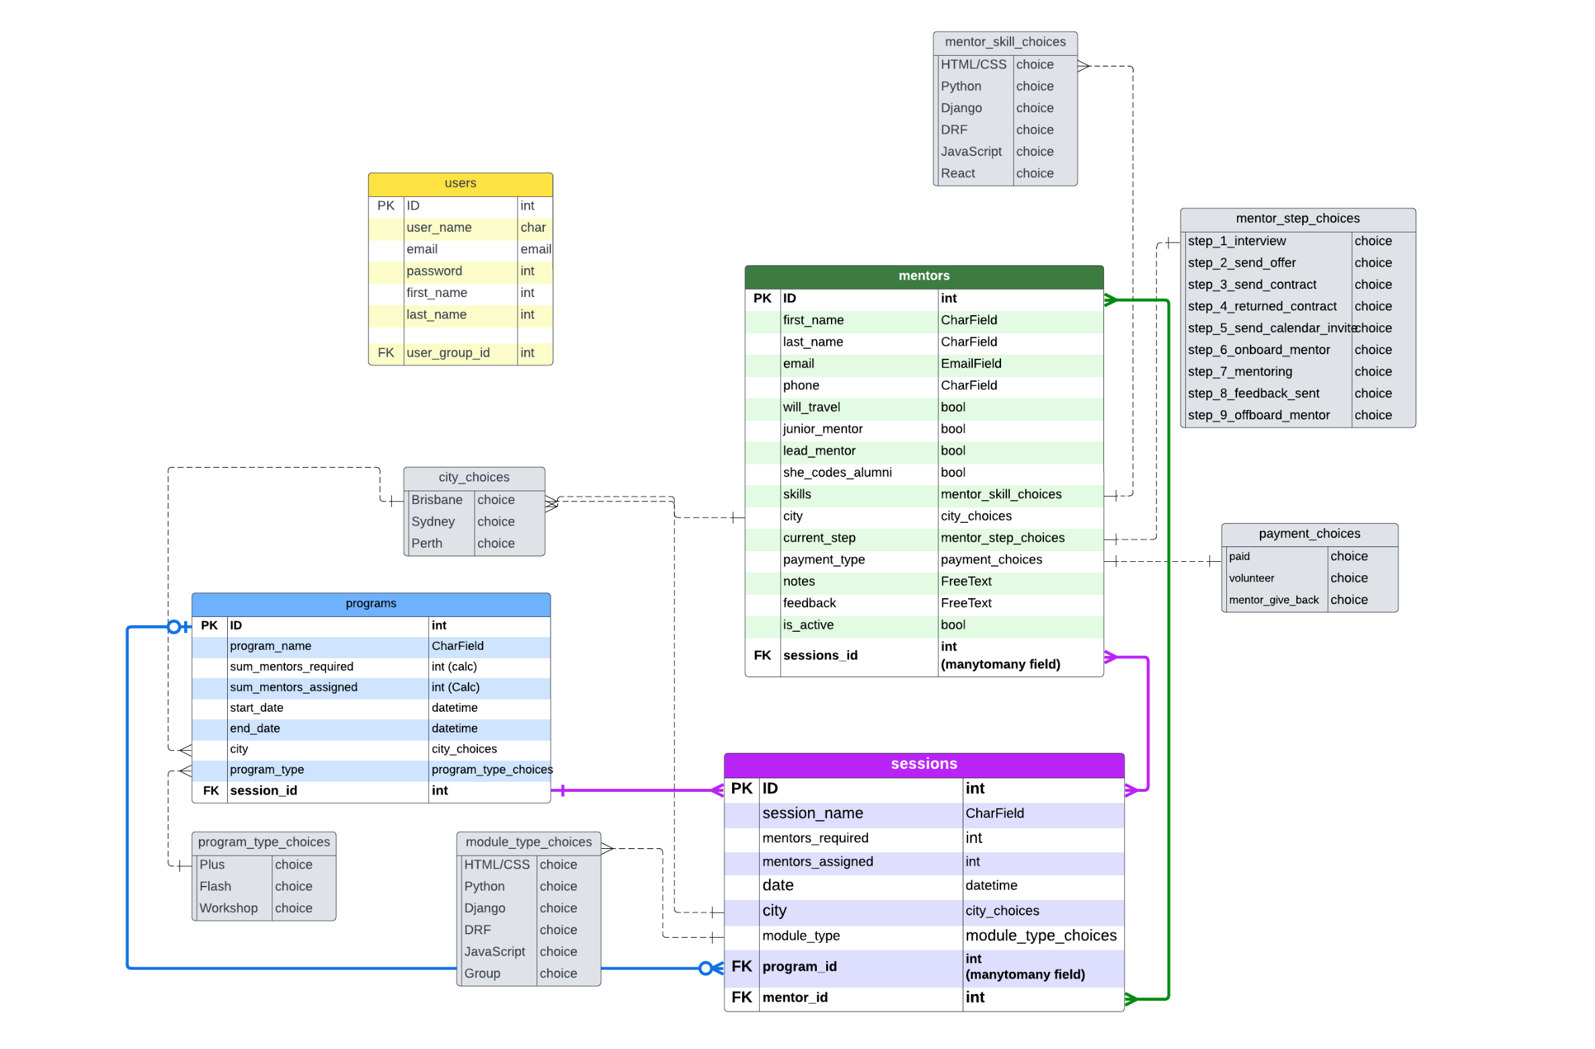 mentor_skill_choices
HTML/CSS choice
Python choice
Django choice
DRF choice
JavaScript choice
React choice
users
PK ID int
user_name char
email email
password int
first_name int
last_name int
FK user_group_id int
mentor_step_choices
step_1_interview choice
step_2_send_offer choice
step_3_send_contract choice
step_4_returned_contract choice
step_5_send_calendar_invite choice
step_6_onboard_mentor choice
step_7_mentoring choice
step_8_feedback_sent choice
step_9_offboard_mentor choice
mentors
PK ID int
first_name CharField
last_name CharField
email EmailField
phone CharField
will_travel bool
junior_mentor bool
lead_mentor bool
she_codes_alumni bool
skills mentor_skill_choices
city city_choices
current_step mentor_step_choices
payment_type payment_choices
notes FreeText
feedback FreeText
is_active bool
FK sessions_id int
(manytomany field)
city_choices
Brisbane choice
Sydney choice
Perth choice
payment_choices
paid choice
volunteer choice
mentor_give_back choice
programs
PK ID int
program_name CharField
sum_mentors_required int (calc)
sum_mentors_assigned int (Calc)
start_date datetime
end_date datetime
city city_choices
program_type program_type_choices
FK session_id int
sessions
PK ID int
session_name CharField
mentors_required int
mentors_assigned int
date datetime
city city_choices
module_type module_type_choices
FK program_id int
(manytomany field)
FK mentor_id int
program_type_choices
Plus choice
Flash choice
Workshop choice
module_type_choices
HTML/CSS choice
Python choice
Django choice
DRF choice
JavaScript choice
Group choice